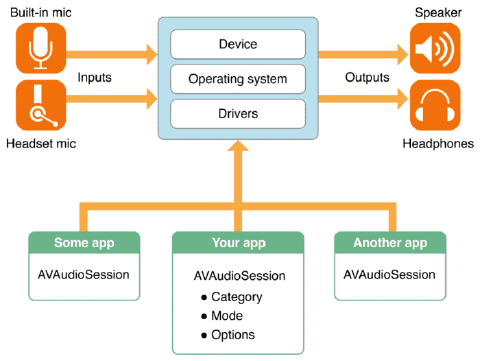 Built-in mic
Speaker
Device
Inputs
Operating system
Outputs
Drivers
Headset mic
Headphones
Some app
AVAudioSession
Your app
AVAudioSession
● Category
● Mode
● Options
Another app
AVAudioSession